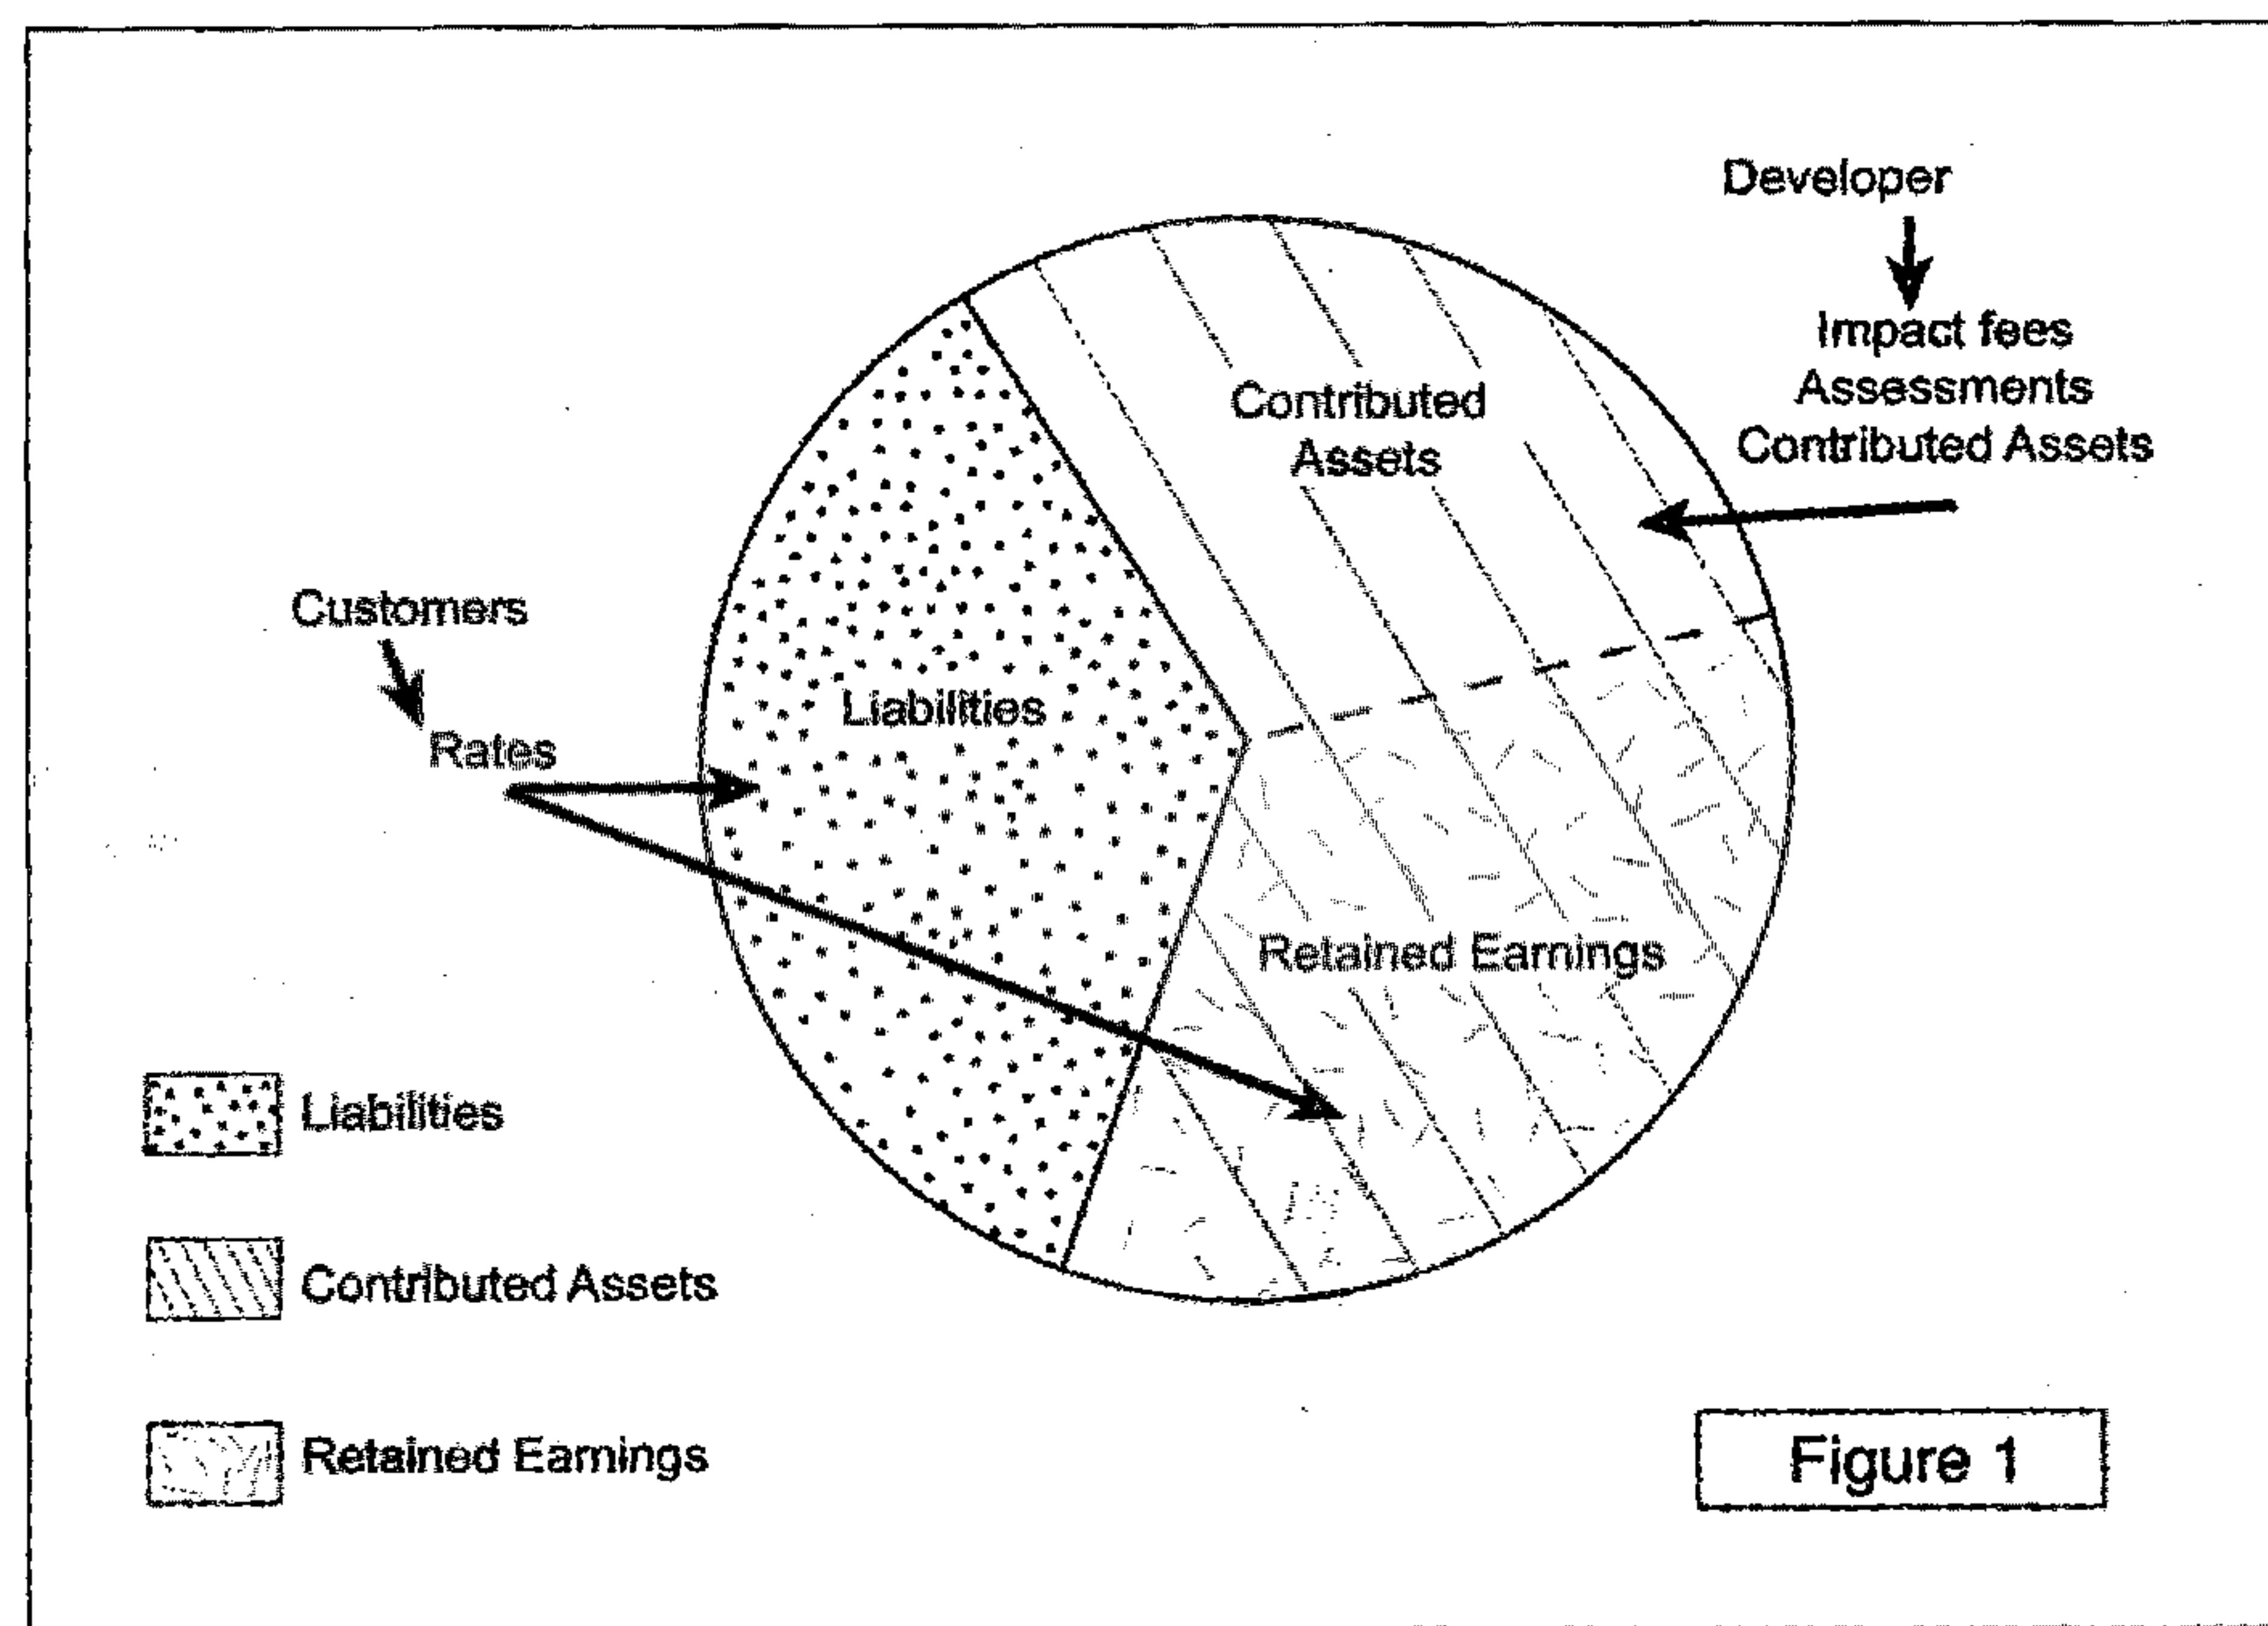 Developer
Impact fees
Assessments
Contributed Assets
Contributed
Assets
Customers
Rates
Liabilities
Retained Earnings
Liabilities
Contributed Assets
Retained Earnings
Figure 1